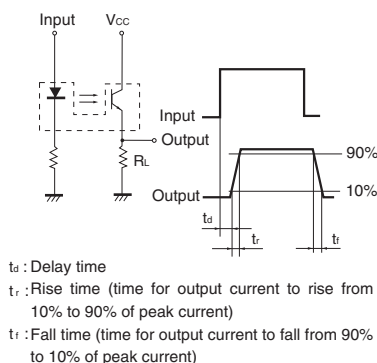 Input
Vcc
Output
RL
Input
90%
Output
10%
td
tr
tf
td : Delay time
tr : Rise time (time for output current to rise from
10% to 90% of peak current)
tf : Fall time (time for output current to fall from 90%
to 10% of peak current)